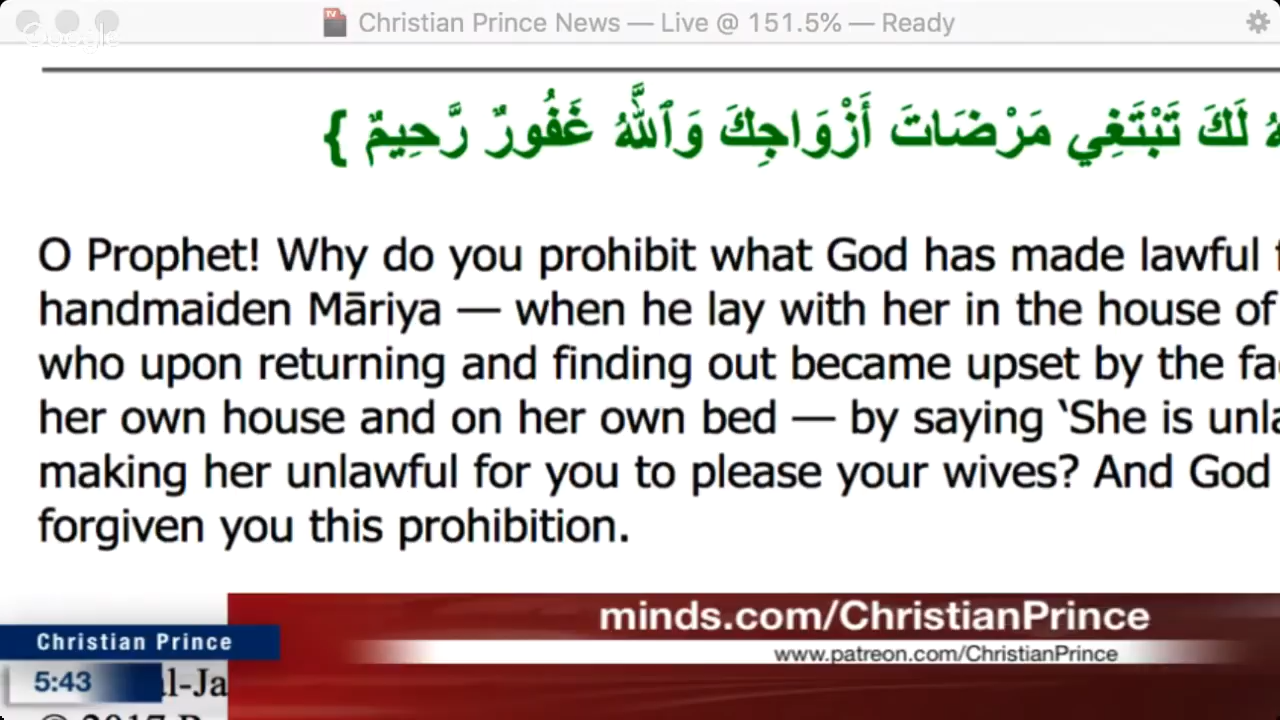 Christian Prince News — Live @ 151.5% — Ready
Google
لَكَ تَبْتَغِي مَرْضَاتَ أَزْوَاجِكَ وَٱللَّهُ غَفُورٌ رَّحِيمٌ }
O Prophet! Why do you prohibit what God has made lawful
handmaiden Māriya — when he lay with her in the house of
who upon returning and finding out became upset by the
her own house and on her own bed — by saying ‘She is
making her unlawful for you to please your wives? And God
forgiven you this prohibition.
minds.com/ChristianPrince
Christian Prince
www.patreon.com/ChristianPrince
5:43
l-Ja